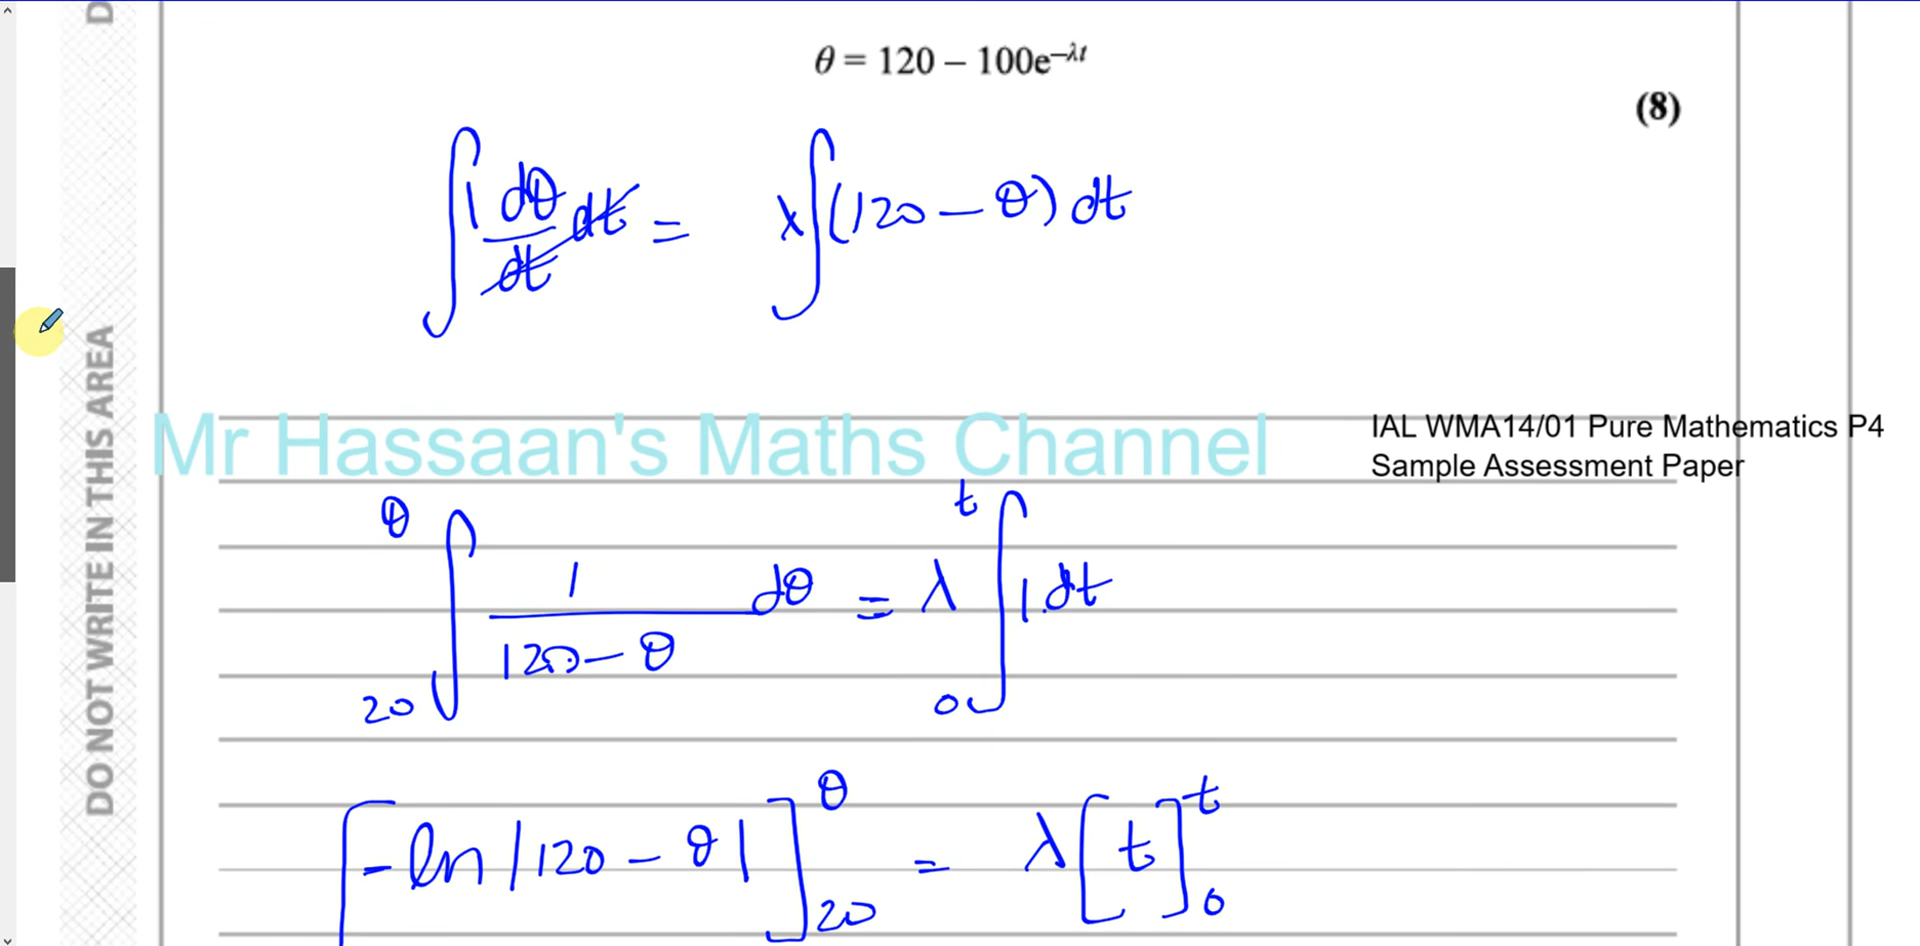 D
θ = 120 – 100e^{–λt}
(8)
∫ 1 dθ/dt dt = λ∫(120 – θ) dt
DO NOT WRITE IN THIS AREA
Mr Hassaan's Maths Channel
IAL WMA14/01 Pure Mathematics P4
Sample Assessment Paper
∫_{20}^{θ} 1/(120 – θ) dθ = λ ∫_{0}^{t} 1 dt
[–ln|120 – θ|]_{20}^{θ} = λ[t]_{0}^{t}